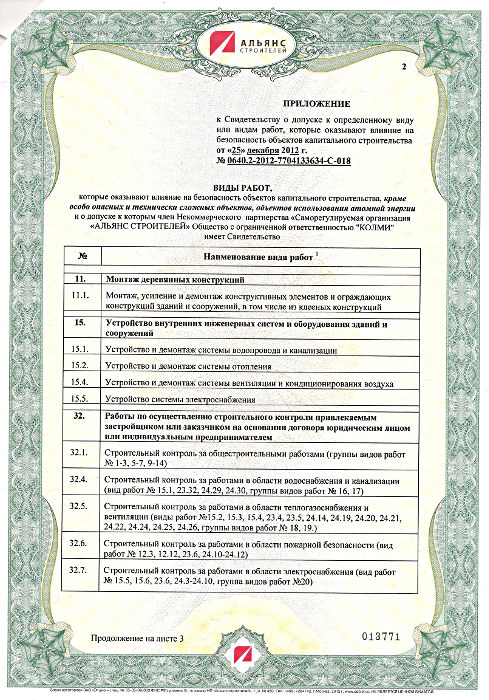 АЛЬЯНС
СТРОИТЕЛЕЙ
2
ПРИЛОЖЕНИЕ
к Свидетельству о допуске к определенному виду
или видам работ, которые оказывают влияние на
безопасность объектов капитального строительства
от «25» декабря 2012 г.
№ 0640.2-2012-7704133634-С-018
ВИДЫ РАБОТ,
которые оказывают влияние на безопасность объектов капитального строительства, кроме
особо опасных и технически сложных объектов, объектов использования атомной энергии
и о допуске к которым член Некоммерческого партнерства «Саморегулируемая организация
«АЛЬЯНС СТРОИТЕЛЕЙ» Общество с ограниченной ответственностью "КОЛМИ"
имеет Свидетельство
№ Наименование вида работ 1
11. Монтаж деревянных конструкций
11.1. Монтаж, усиление и демонтаж конструктивных элементов и ограждающих
конструкций зданий и сооружений, в том числе из клееных конструкций
15. Устройство внутренних инженерных систем и оборудования зданий и
сооружений
15.1. Устройство и демонтаж системы водопровода и канализации
15.2. Устройство и демонтаж системы отопления
15.4. Устройство и демонтаж системы вентиляции и кондиционирования воздуха
15.5. Устройство системы электроснабжения
32. Работы по осуществлению строительного контроля привлекаемым
застройщиком или заказчиком на основании договора юридическим лицом
или индивидуальным предпринимателем
32.1. Строительный контроль за общестроительными работами (группы видов работ
№ 1-3, 5-7, 9-14)
32.4. Строительный контроль за работами в области водоснабжения и канализации
(вид работ № 15.1, 23.32, 24.29, 24.30, группы видов работ № 16, 17)
32.5. Строительный контроль за работами в области теплогазоснабжения и
вентиляции (виды работ №15.2, 15.3, 15.4, 23.4, 23.5, 24.14, 24.19, 24.20, 24.21,
24.22, 24.24, 24.25, 24.26, группы видов работ № 18, 19.)
32.6. Строительный контроль за работами в области пожарной безопасности (вид
работ № 12.3, 12.12, 23.6, 24.10-24.12)
32.7. Строительный контроль за работами в области электроснабжения (вид работ
№ 15.5, 15.6, 23.6, 24.3-24.10, группа видов работ №20)
Продолжение на листе 3
013771